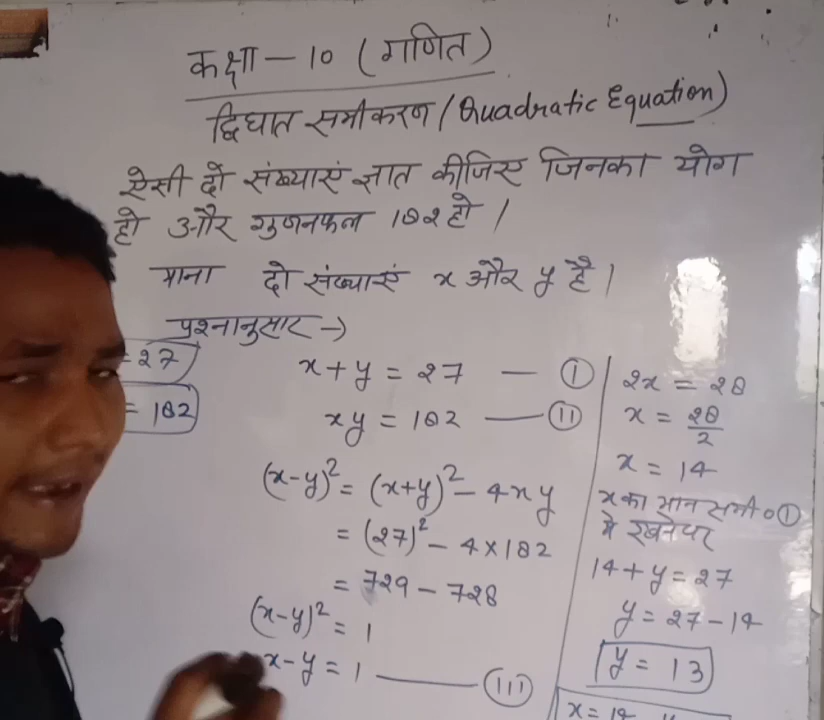 कक्षा — 10 ( गणित )
द्विघात समीकरण / Quadratic Equation)
ऐसी दो संख्याएं ज्ञात कीजिए जिनका योग
हो और गुणनफल 182 हो ।
माना दो संख्याएं x और y है ।
प्रश्नानुसार →
= 27
= 182
x + y = 27 — (I)
xy = 182 — (II)
(x-y)² = (x+y)² - 4xy
= (27)² - 4×182
= 729 - 728
(x-y)² = 1
x-y = 1 — (III)
2x = 28
x = 28/2
x = 14
x का मान समी० (I)
मे रखने पर
14 + y = 27
y = 27 - 14
y = 13
x = 14